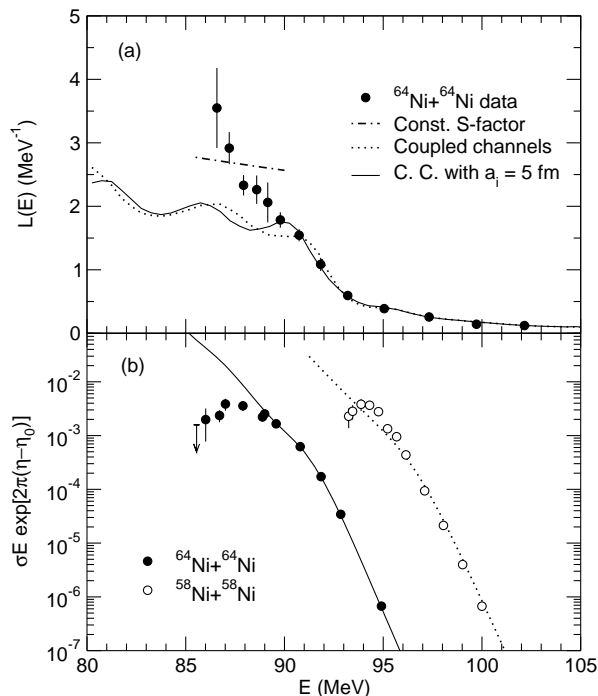 5
(a)
4
⁶⁴Ni+⁶⁴Ni data
Const. S-factor
3
Coupled channels
C. C. with aᵢ = 5 fm
L(E) (MeV⁻¹)
2
1
0
(b)
10⁻²
10⁻³
σE exp[2π(η−η₀)]
10⁻⁴
10⁻⁵
⁶⁴Ni+⁶⁴Ni
⁵⁸Ni+⁵⁸Ni
10⁻⁶
10⁻⁷
80 85 90 95 100 105
E (MeV)